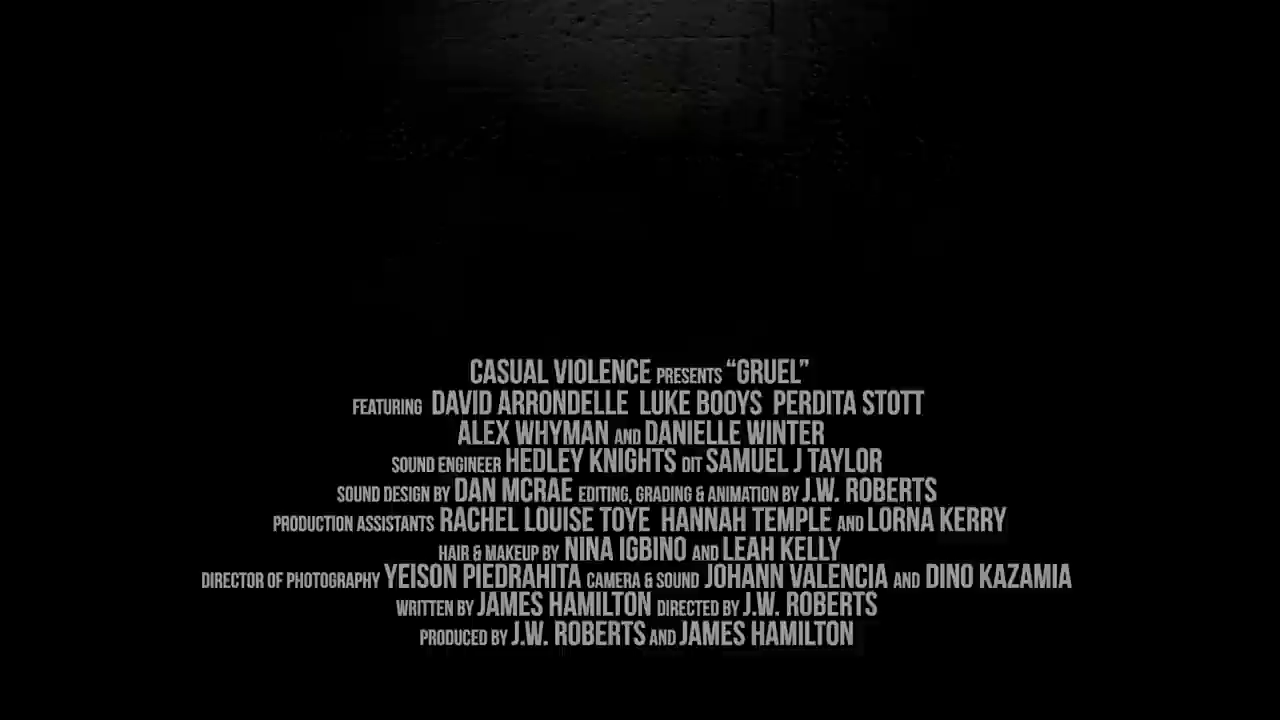 CASUAL VIOLENCE PRESENTS “GRUEL”
FEATURING DAVID ARRONDELLE LUKE BOOYS PERDITA STOTT
ALEX WHYMAN AND DANIELLE WINTER
SOUND ENGINEER HEDLEY KNIGHTS DIT SAMUEL J TAYLOR
SOUND DESIGN BY DAN MCRAE EDITING, GRADING & ANIMATION BY J.W. ROBERTS
PRODUCTION ASSISTANTS RACHEL LOUISE TOYE HANNAH TEMPLE AND LORNA KERRY
HAIR & MAKEUP BY NINA IGBINO AND LEAH KELLY
DIRECTOR OF PHOTOGRAPHY YEISON PIEDRAHITA CAMERA & SOUND JOHANN VALENCIA AND DINO KAZAMIA
WRITTEN BY JAMES HAMILTON DIRECTED BY J.W. ROBERTS
PRODUCED BY J.W. ROBERTS AND JAMES HAMILTON